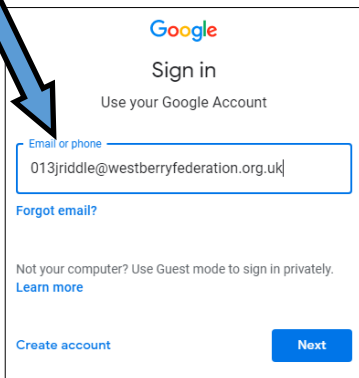 Google
Sign in
Use your Google Account
Email or phone
013jriddle@westberryfederation.org.uk
Forgot email?
Not your computer? Use Guest mode to sign in privately.
Learn more
Create account
Next